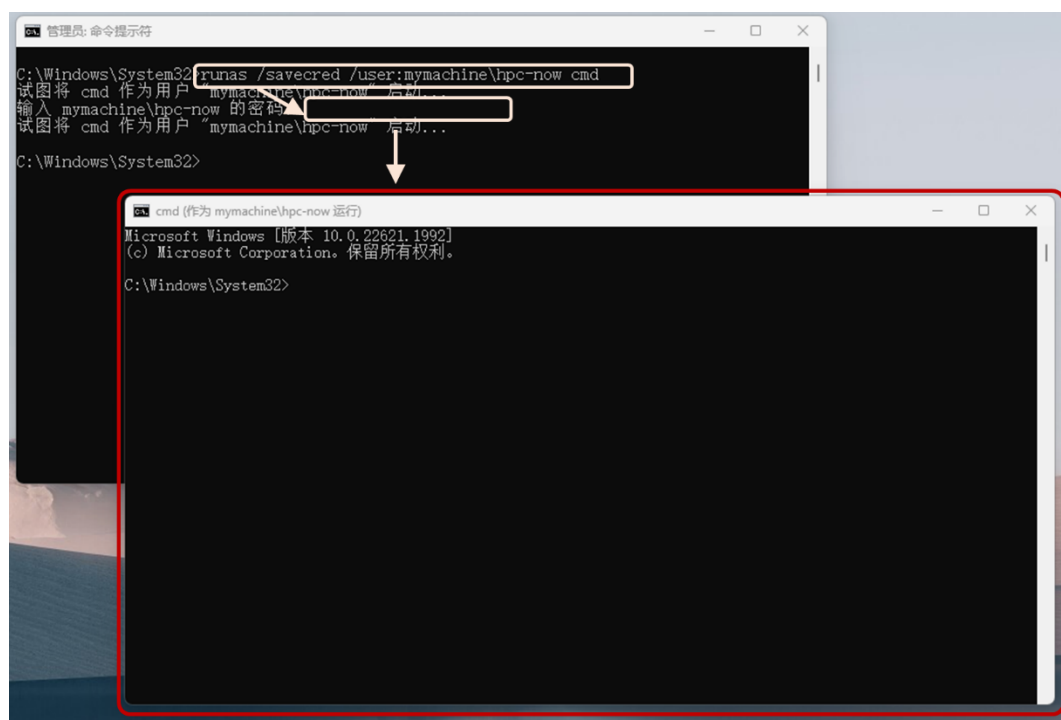 管理员: 命令提示符
C:\Windows\System32>runas /savecred /user:mymachine\hpc-now cmd
试图将 cmd 作为用户 "mymachine\hpc-now" 启动...
输入 mymachine\hpc-now 的密码
试图将 cmd 作为用户 "mymachine\hpc-now" 启动...
C:\Windows\System32>
cmd (作为 mymachine\hpc-now 运行)
Microsoft Windows [版本 10.0.22621.1992]
(c) Microsoft Corporation。保留所有权利。
C:\Windows\System32>